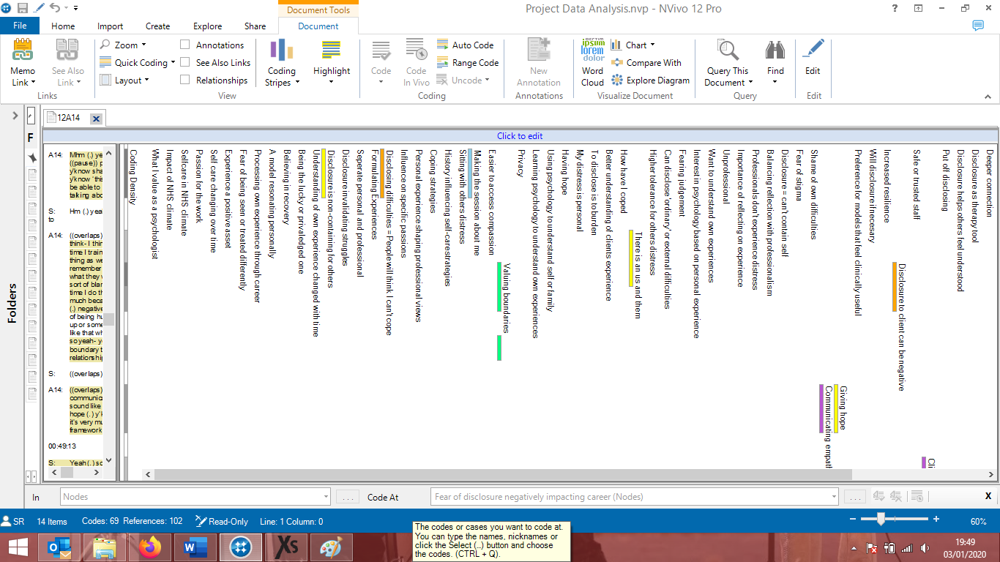 Document Tools
Project Data Analysis.nvp - NVivo 12 Pro
File
Home
Import
Create
Explore
Share
Document
Memo
Link
See Also
Link
Links
Zoom
Quick Coding
Layout
Annotations
See Also Links
Relationships
View
Coding
Stripes
Highlight
Code
Code
In Vivo
Auto Code
Range Code
Uncode
Coding
New
Annotation
Annotations
Word
Cloud
Chart
Compare With
Explore Diagram
Visualize Document
Query This
Document
Find
Query
Edit
Edit
12A14
Click to edit
F
Folders
A14: Mhm (.) ye
((pause)) p
y'know sha
y'know 'this
be able to
taking abo
S: Hm (.) yea
to
A14: ((overlaps)
think- I thin
time I train
thing as we
remember
what they v
sort of blar
time I do th
much beca
(.) negative
of being hu
up or some
like that wh
so yeah- y
boundary t
relationship
S: ((overlaps)
A14: ((overlaps)
communica
sound like
hope (.) y'k
it's very mu
framework
00:49:13
S: Yeah (.) so
Coding Density
What I value as a psychologist
Impact of NHS climate
Selfcare in NHS climate
Passion for the work
Self care changing over time
Experience a positive asset
Fear of being seen or treated differently
Processing own experience through career
A model resonating personally
Believing in recovery
Being the lucky or privaleged one
Understanding of own experience changed with time
Disclosure is non-containing for others
Disclosure invalidating struggles
Seperate personal and professional
Formulating Experiences
Disclosing difficulties = People will think I can't cope
Influence on specific passions
Personal experience shaping professional views
Coping strategies
History influencing self-care strategies
Sitting with others distress
Making the session about me
Easier to access compassion
Valuing boundaries
Privacy
Learning psychology to understand own experiences
Using psychology to understand self or family
Having hope
My distress is personal
To disclose is to burden
Better understanding of clients experience
How have I coped
There is an us and them
Higher tolerance for others distress
Can disclose 'ordinary' or external difficulties
Fearing judgement
Interest in psychology based on personal experience
Want to understand own experiences
Unprofessional
Importance of reflecting on experience
Professionals don't experience distress
Balancing reflection with professionalism
Disclosure = can't contain self
Fear of stigma
Shame of own difficulties
Communicating empath
Giving hope
Preference for models that feel clinically useful
Will disclosure if neccesary
Increased resilience
Disclosure to client can be negative
Safe or trusted staff
Cli
Put off disclosing
Disclosure helps others feel understood
Disclosure as therapy tool
Deeper connection
In
Nodes
...
Code At
Fear of disclosure negatively impacting career (Nodes)
...
X
SR
14 Items
Codes: 69
References: 102
Read-Only
Line: 1 Column: 0
60%
The codes or cases you want to code at.
You can type the names, nicknames or
click the Select (...) button and choose
the codes. (CTRL + Q).
19:49
03/01/2020